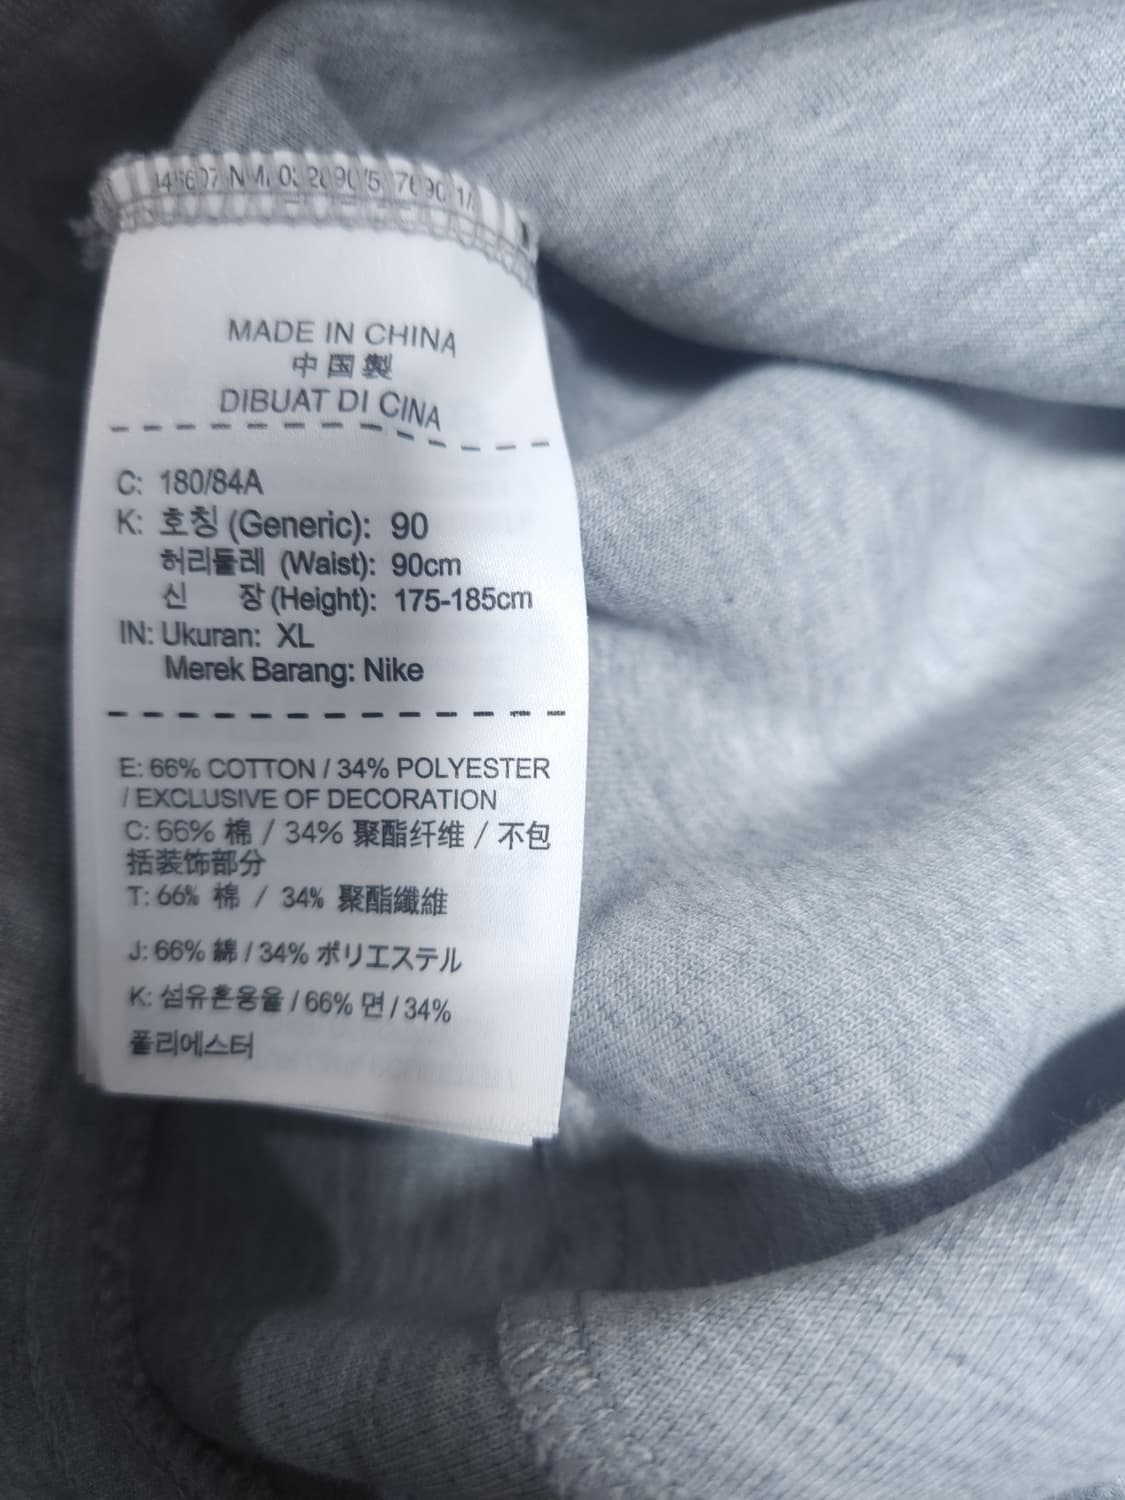 MADE IN CHINA
中国製
DIBUAT DI CINA
C: 180/84A
K: 호칭 (Generic): 90
허리둘레 (Waist): 90cm
신 장 (Height): 175-185cm
IN: Ukuran: XL
Merek Barang: Nike
E: 66% COTTON / 34% POLYESTER
/ EXCLUSIVE OF DECORATION
C: 66% 棉 / 34% 聚酯纤维 / 不包
括装饰部分
T: 66% 棉 / 34% 聚酯纖維
J: 66% 綿 / 34% ポリエステル
K: 섬유혼용율 / 66% 면 / 34%
폴리에스터